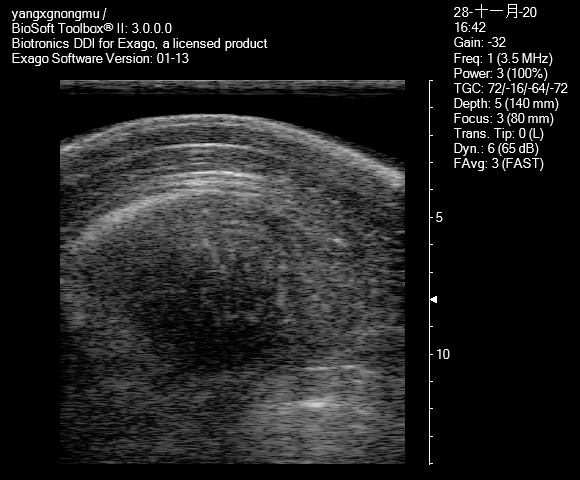 yangxgnongmu /
BioSoft Toolbox® II: 3.0.0.0
Biotronics DDI for Exago, a licensed product
Exago Software Version: 01-13
28-十一月-20
16:42
Gain: -32
Freq: 1 (3.5 MHz)
Power: 3 (100%)
TGC: 72/-16/-64/-72
Depth: 5 (140 mm)
Focus: 3 (80 mm)
Trans. Tip: 0 (L)
Dyn.: 6 (65 dB)
FAvg: 3 (FAST)
5
10